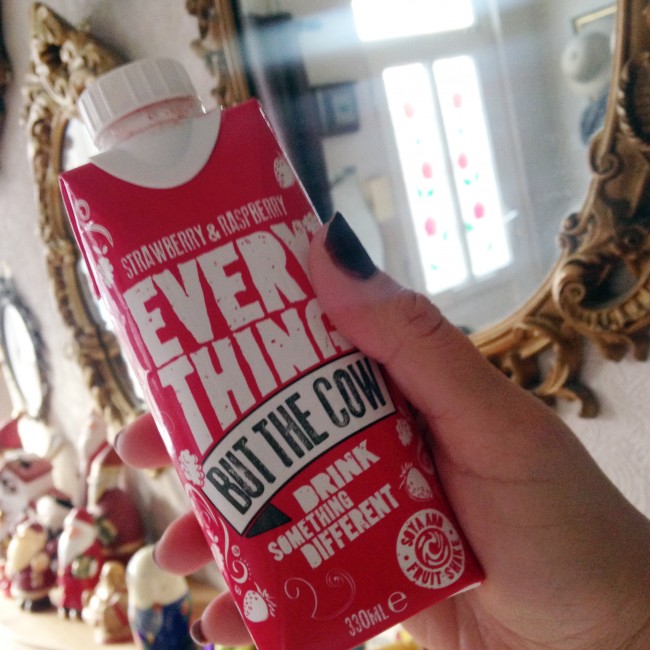 STRAWBERRY & RASPBERRY
EVERY
THING
BUT THE COW
DRINK
SOMETHING
DIFFERENT
SOYA AND
FRUIT SHAKE
330ML e